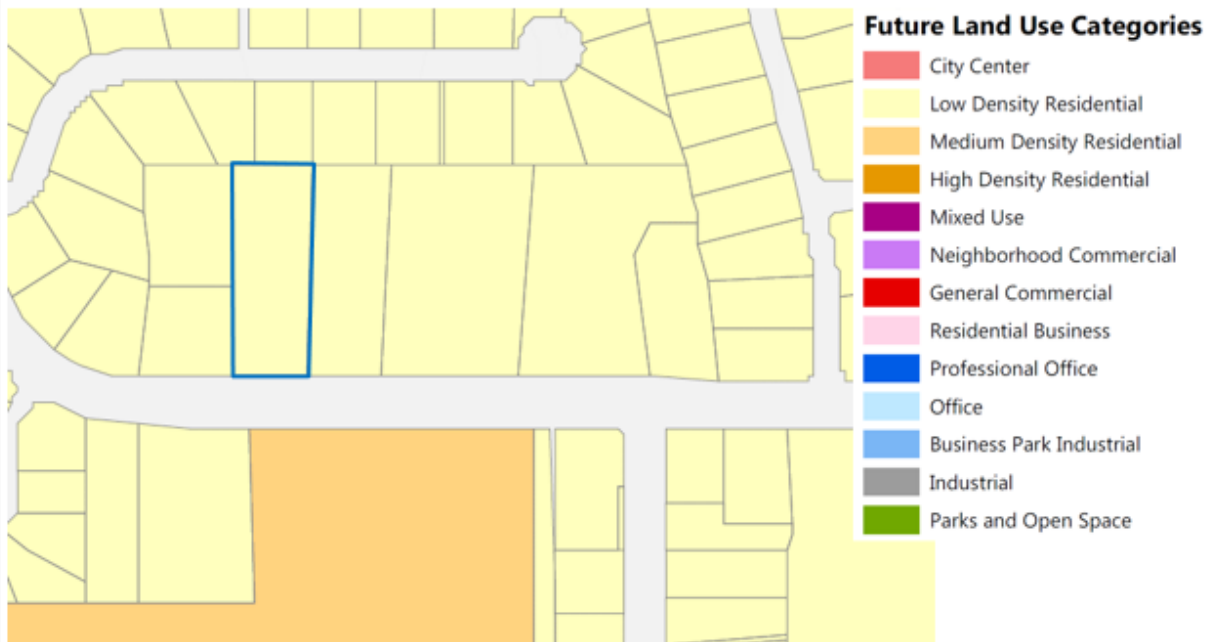 Future Land Use Categories
City Center
Low Density Residential
Medium Density Residential
High Density Residential
Mixed Use
Neighborhood Commercial
General Commercial
Residential Business
Professional Office
Office
Business Park Industrial
Industrial
Parks and Open Space